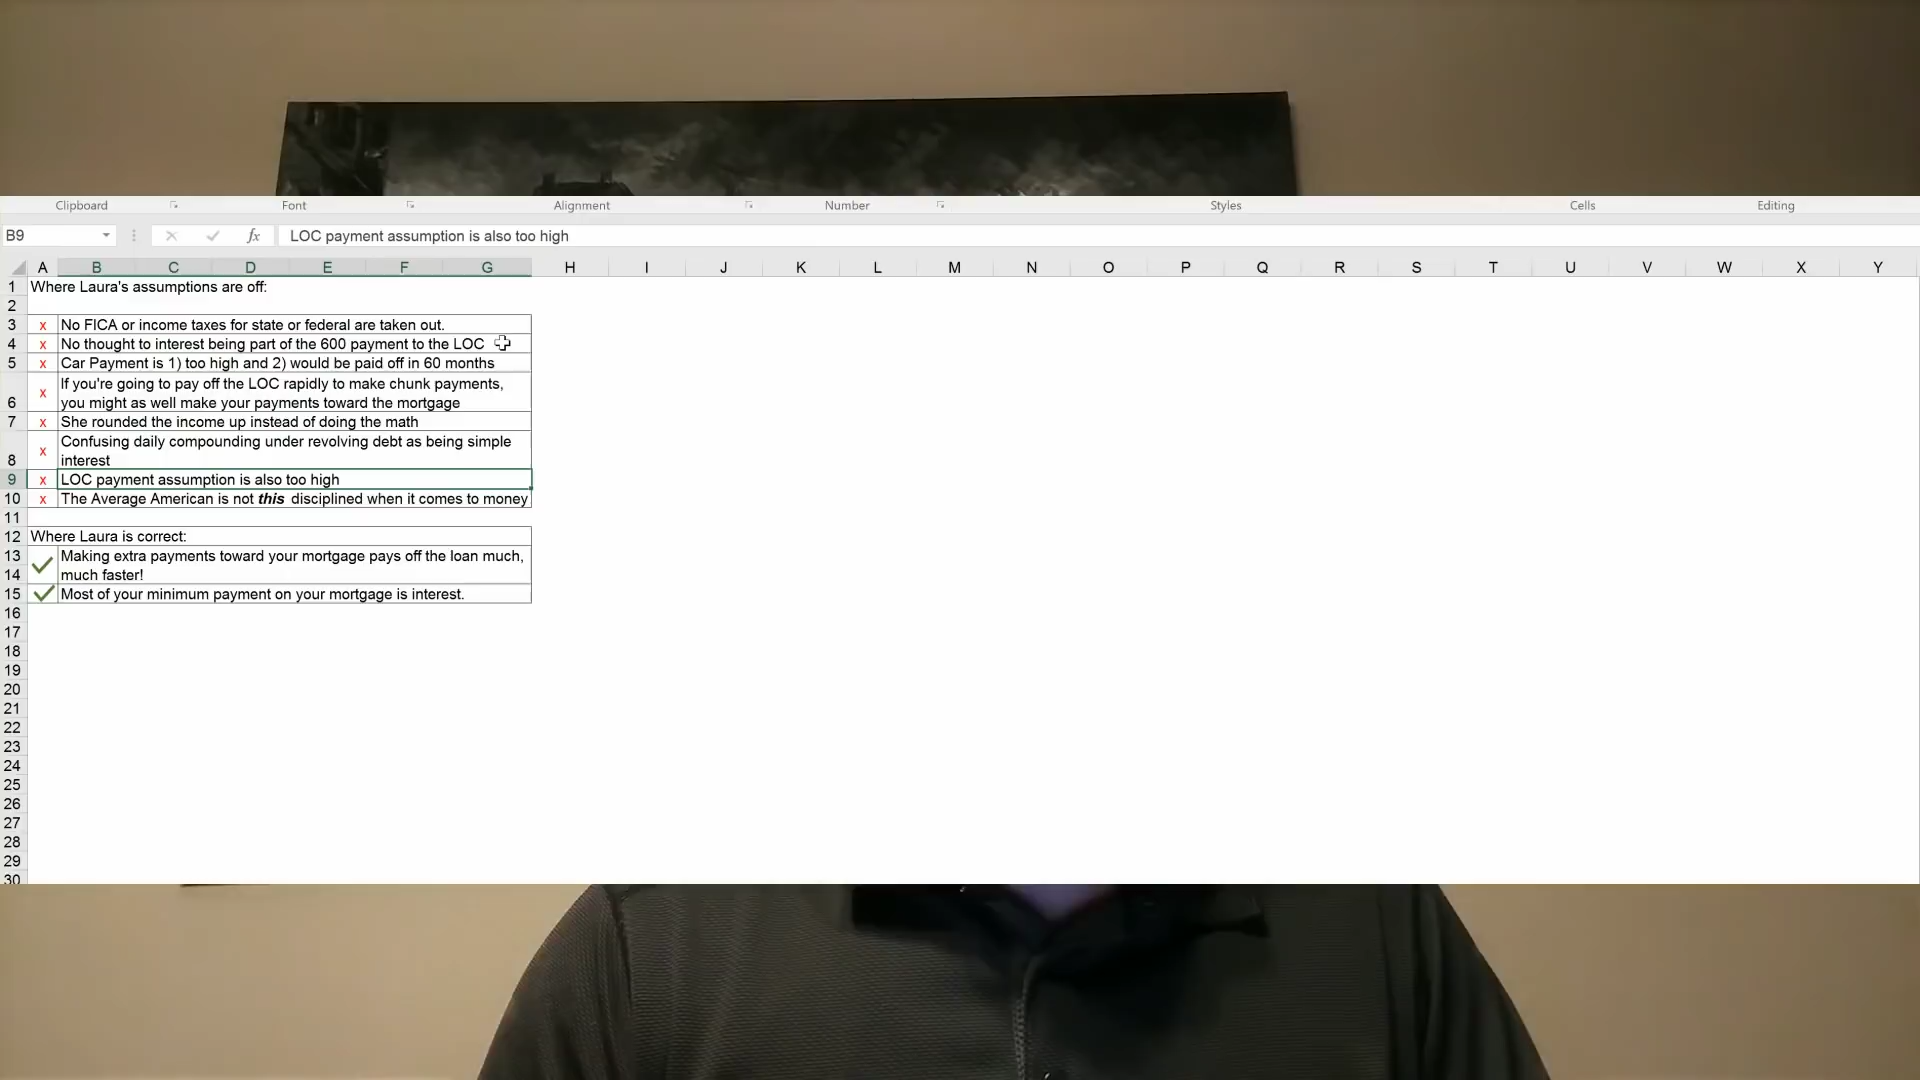 Clipboard Font Alignment Number Styles Cells Editing
B9 fx LOC payment assumption is also too high
A B C D E F G H I J K L M N O P Q R S T U V W X Y
1 Where Laura's assumptions are off:
2
3 x No FICA or income taxes for state or federal are taken out.
4 x No thought to interest being part of the 600 payment to the LOC
5 x Car Payment is 1) too high and 2) would be paid off in 60 months
If you're going to pay off the LOC rapidly to make chunk payments,
6 x you might as well make your payments toward the mortgage
7 x She rounded the income up instead of doing the math
Confusing daily compounding under revolving debt as being simple
8 x interest
9 x LOC payment assumption is also too high
10 x The Average American is not this disciplined when it comes to money
11
12 Where Laura is correct:
13 Making extra payments toward your mortgage pays off the loan much,
14 much faster!
15 Most of your minimum payment on your mortgage is interest.
16
17
18
19
20
21
22
23
24
25
26
27
28
29
30